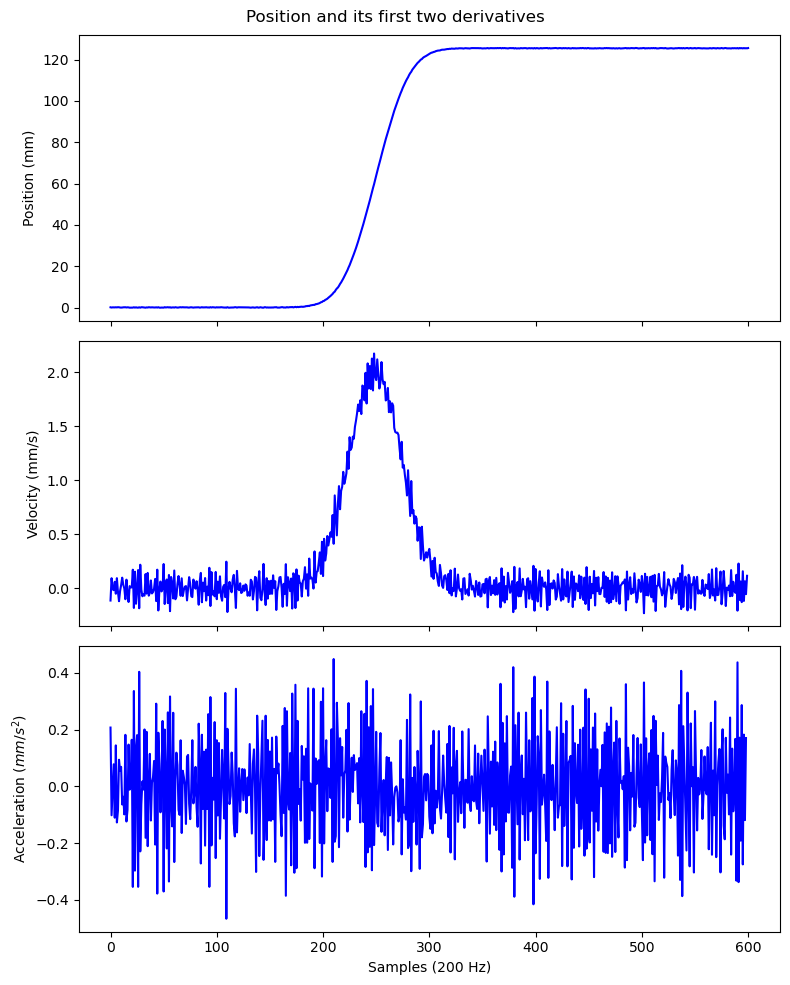 Position and its first two derivatives
120
100
80
60
40
20
0
Position (mm)
2.0
1.5
1.0
0.5
0.0
Velocity (mm/s)
0.4
0.2
0.0
−0.2
−0.4
Acceleration (mm/s²)
0 100 200 300 400 500 600
Samples (200 Hz)